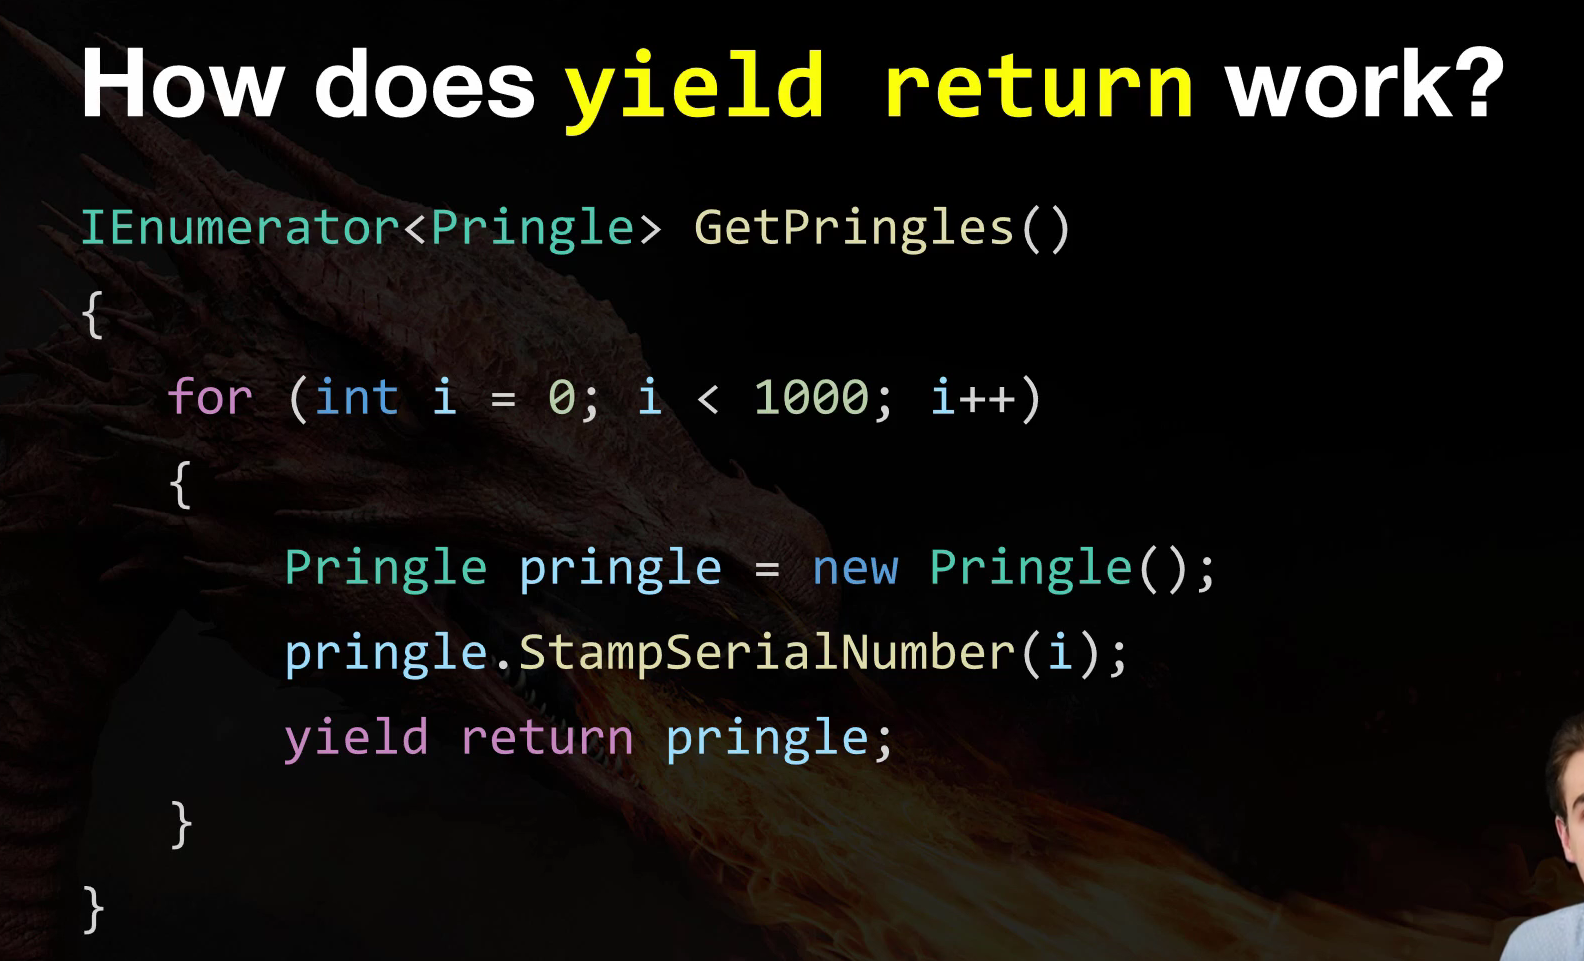 How does yield return work?
IEnumerator<Pringle> GetPringles()
{
for (int i = 0; i < 1000; i++)
{
Pringle pringle = new Pringle();
pringle.StampSerialNumber(i);
yield return pringle;
}
}